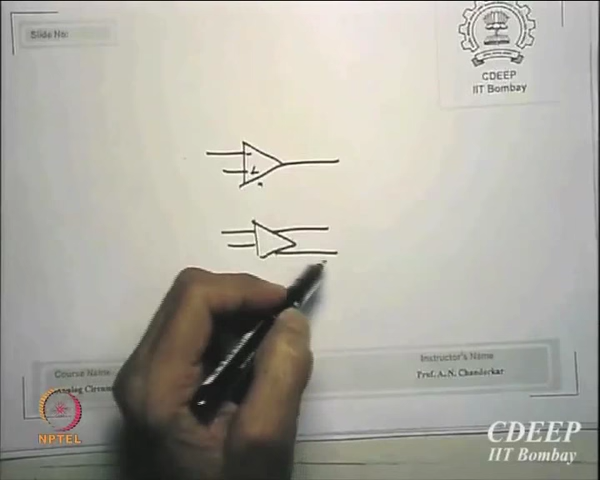 Slide No:
CDEEP
IIT Bombay
Course Name
Instructor's Name
Prof. A. N. Chandorkar
NPTEL
CDEEP
IIT Bombay